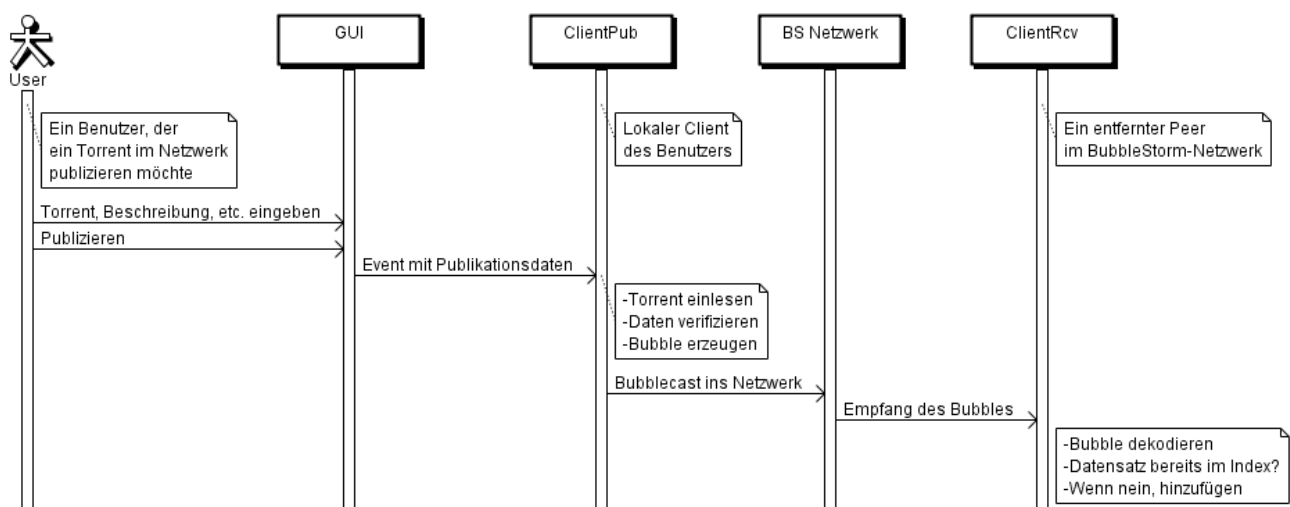 GUI
ClientPub
BS Netzwerk
ClientRcv
User
Ein Benutzer, der
ein Torrent im Netzwerk
publizieren möchte
Lokaler Client
des Benutzers
Ein entfernter Peer
im BubbleStorm-Netzwerk
Torrent, Beschreibung, etc. eingeben
Publizieren
Event mit Publikationsdaten
-Torrent einlesen
-Daten verifizieren
-Bubble erzeugen
Bubblecast ins Netzwerk
Empfang des Bubbles
-Bubble dekodieren
-Datensatz bereits im Index?
-Wenn nein, hinzufügen